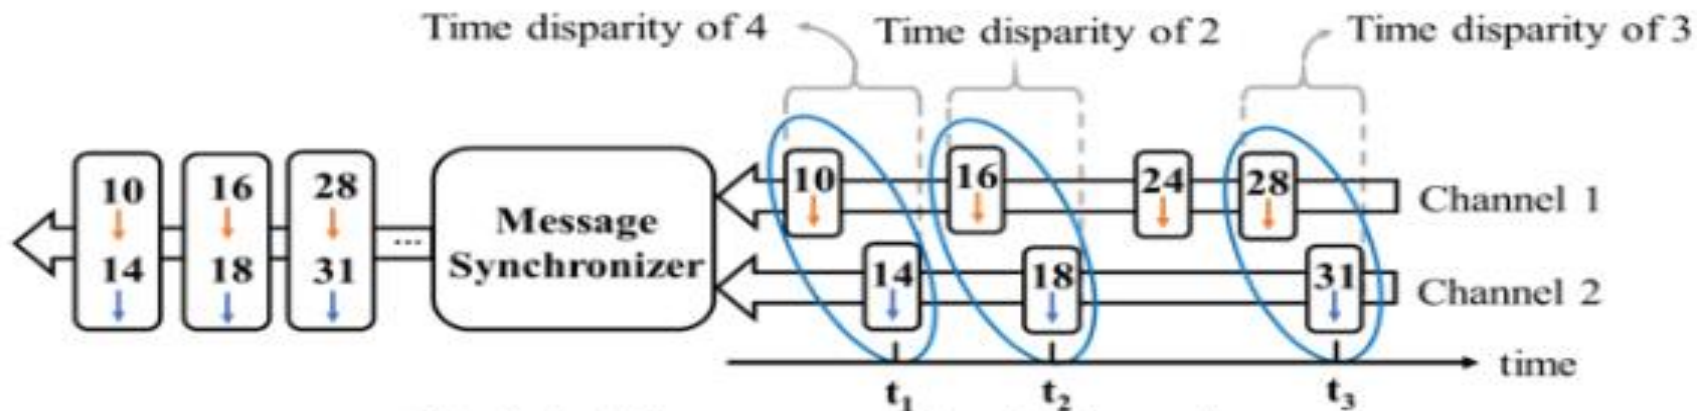 Time disparity of 4 Time disparity of 2 Time disparity of 3
10 16 28 10 16 24 28 Channel 1
...
Message
Synchronizer
14 18 31 14 18 31 Channel 2
time
t₁ t₂ t₃